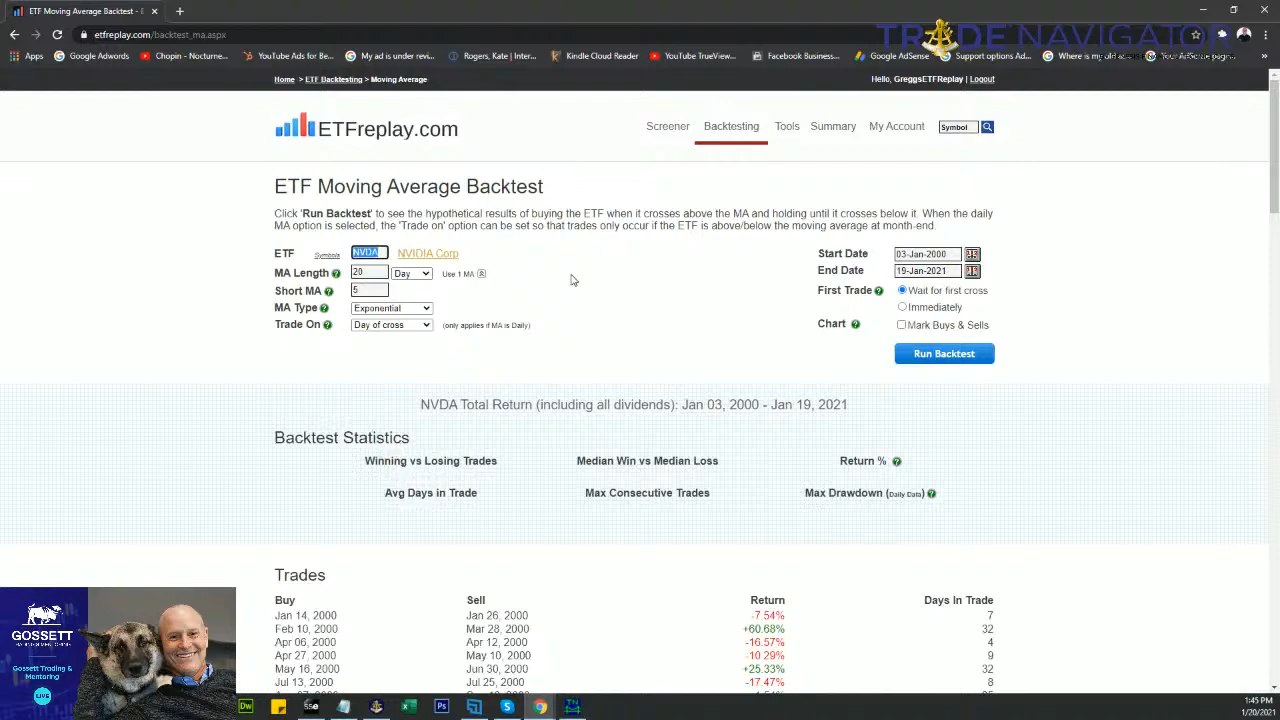 ETF Moving Average Backtest - E
etfreplay.com/backtest_ma.aspx
TRADE NAVIGATOR
Apps
Google Adwords
Chopin - Nocturne...
YouTube Ads For Be...
My ad is under revi...
Rogers, Kate | Inter...
Kindle Cloud Reader
YouTube TrueView...
Facebook Business...
Google AdSense
Support options Ad...
Where is my
Home > ETF Backtesting > Moving Average
Hello, GreggsETFReplay | Logout
ETFreplay.com
Screener
Backtesting
Tools
Summary
My Account
Symbol
ETF Moving Average Backtest
Click 'Run Backtest' to see the hypothetical results of buying the ETF when it crosses above the MA and holding until it crosses below it. When the daily
MA option is selected, the 'Trade on' option can be set so that trades only occur if the ETF is above/below the moving average at month-end.
ETF Symbols NVDA NVIDIA Corp
Start Date 03-Jan-2000
MA Length 20 Day Use 1 MA
End Date 19-Jan-2021
Short MA 5
First Trade Wait for first cross
MA Type Exponential
Immediately
Trade On Day of cross (only applies if MA is Daily)
Chart Mark Buys & Sells
Run Backtest
NVDA Total Return (including all dividends): Jan 03, 2000 - Jan 19, 2021
Backtest Statistics
Winning vs Losing Trades
Median Win vs Median Loss
Return %
Avg Days in Trade
Max Consecutive Trades
Max Drawdown (Daily Data)
Trades
Buy Sell Return Days In Trade
Jan 14, 2000 Jan 26, 2000 -7.54% 7
Feb 10, 2000 Mar 28, 2000 +60.68% 32
Apr 06, 2000 Apr 12, 2000 -16.57% 4
Apr 27, 2000 May 10, 2000 -10.29% 9
May 16, 2000 Jun 30, 2000 +25.33% 32
Jul 13, 2000 Jul 25, 2000 -17.47% 8
GOSSETT
Gossett Trading &
Mentoring
LIVE
1:45 PM
1/20/2021